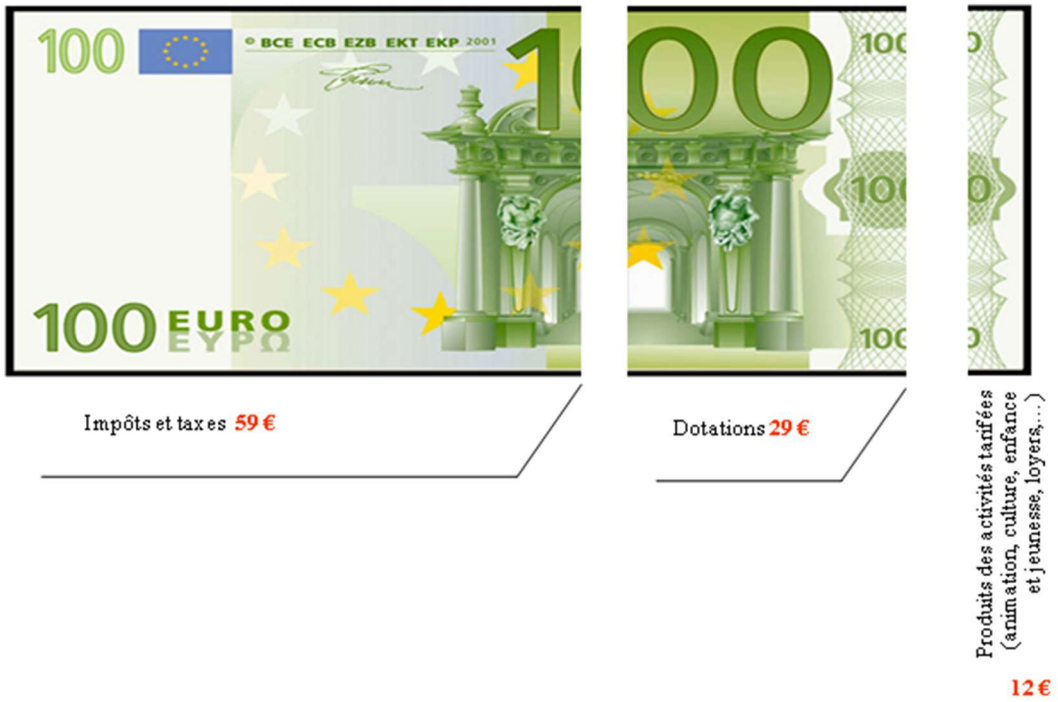 100
© BCE ECB EZB EKT EKP 2001
100
100
100
100 EURO
ΕΥΡΩ
100
Impôts et taxes 59 €
Dotations 29 €
Produits des activités tarifées
(animation, culture, enfance
et jeunesse, loyers,...)
12 €